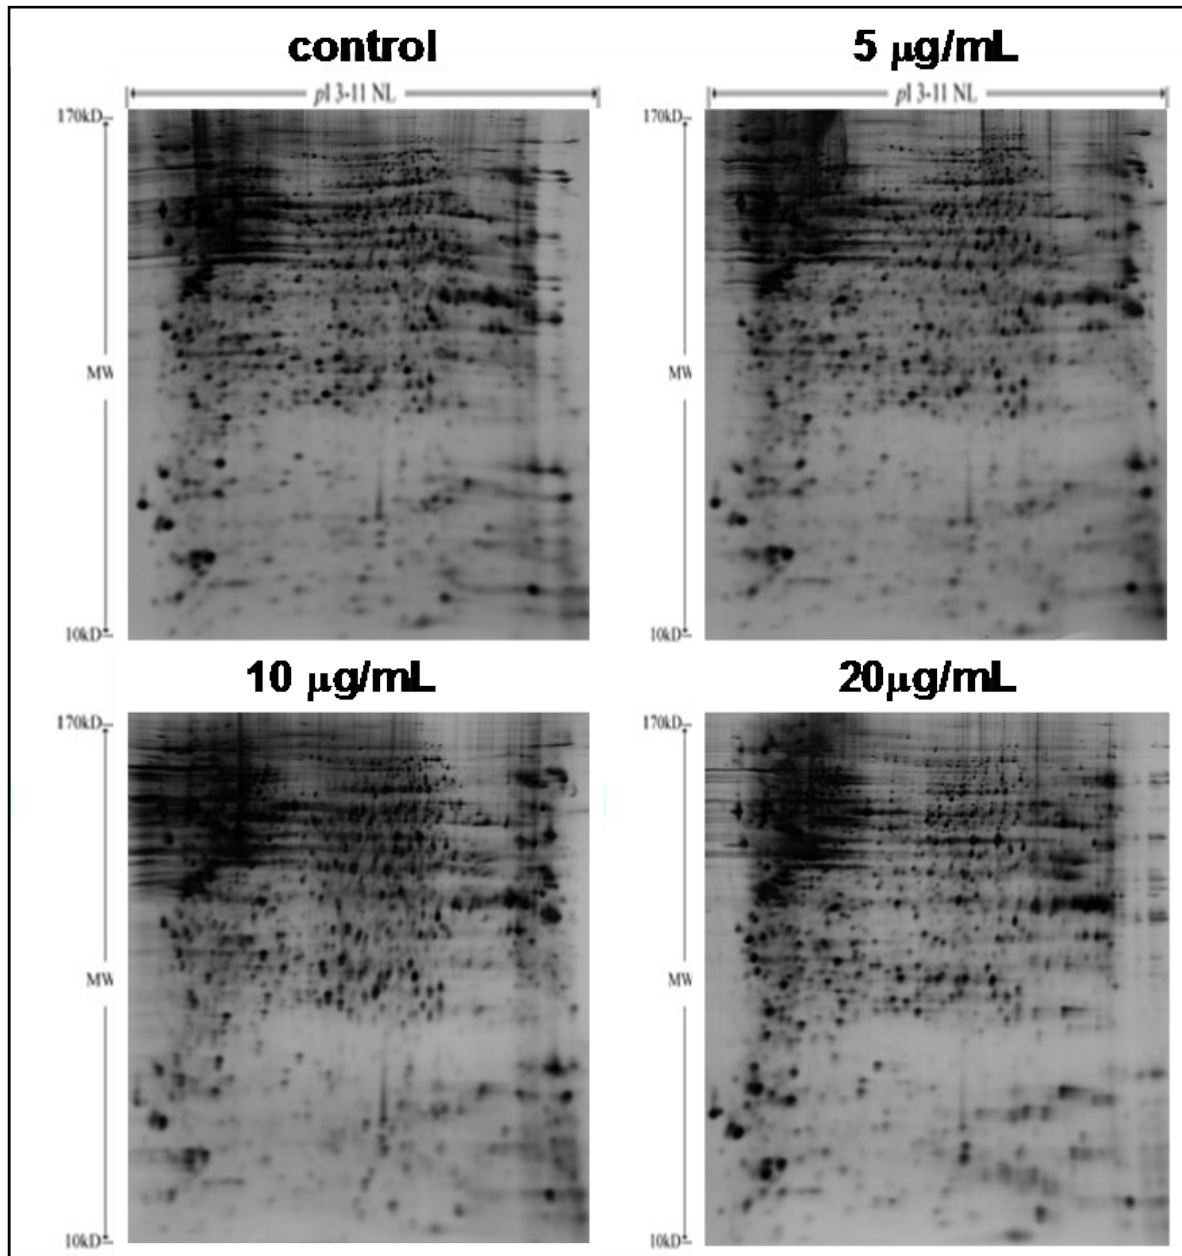 control
5 μg/mL
pI 3-11 NL
pI 3-11 NL
170kD
170kD
MW
MW
10kD
10kD
10 μg/mL
20μg/mL
170kD
170kD
MW
MW
10kD
10kD